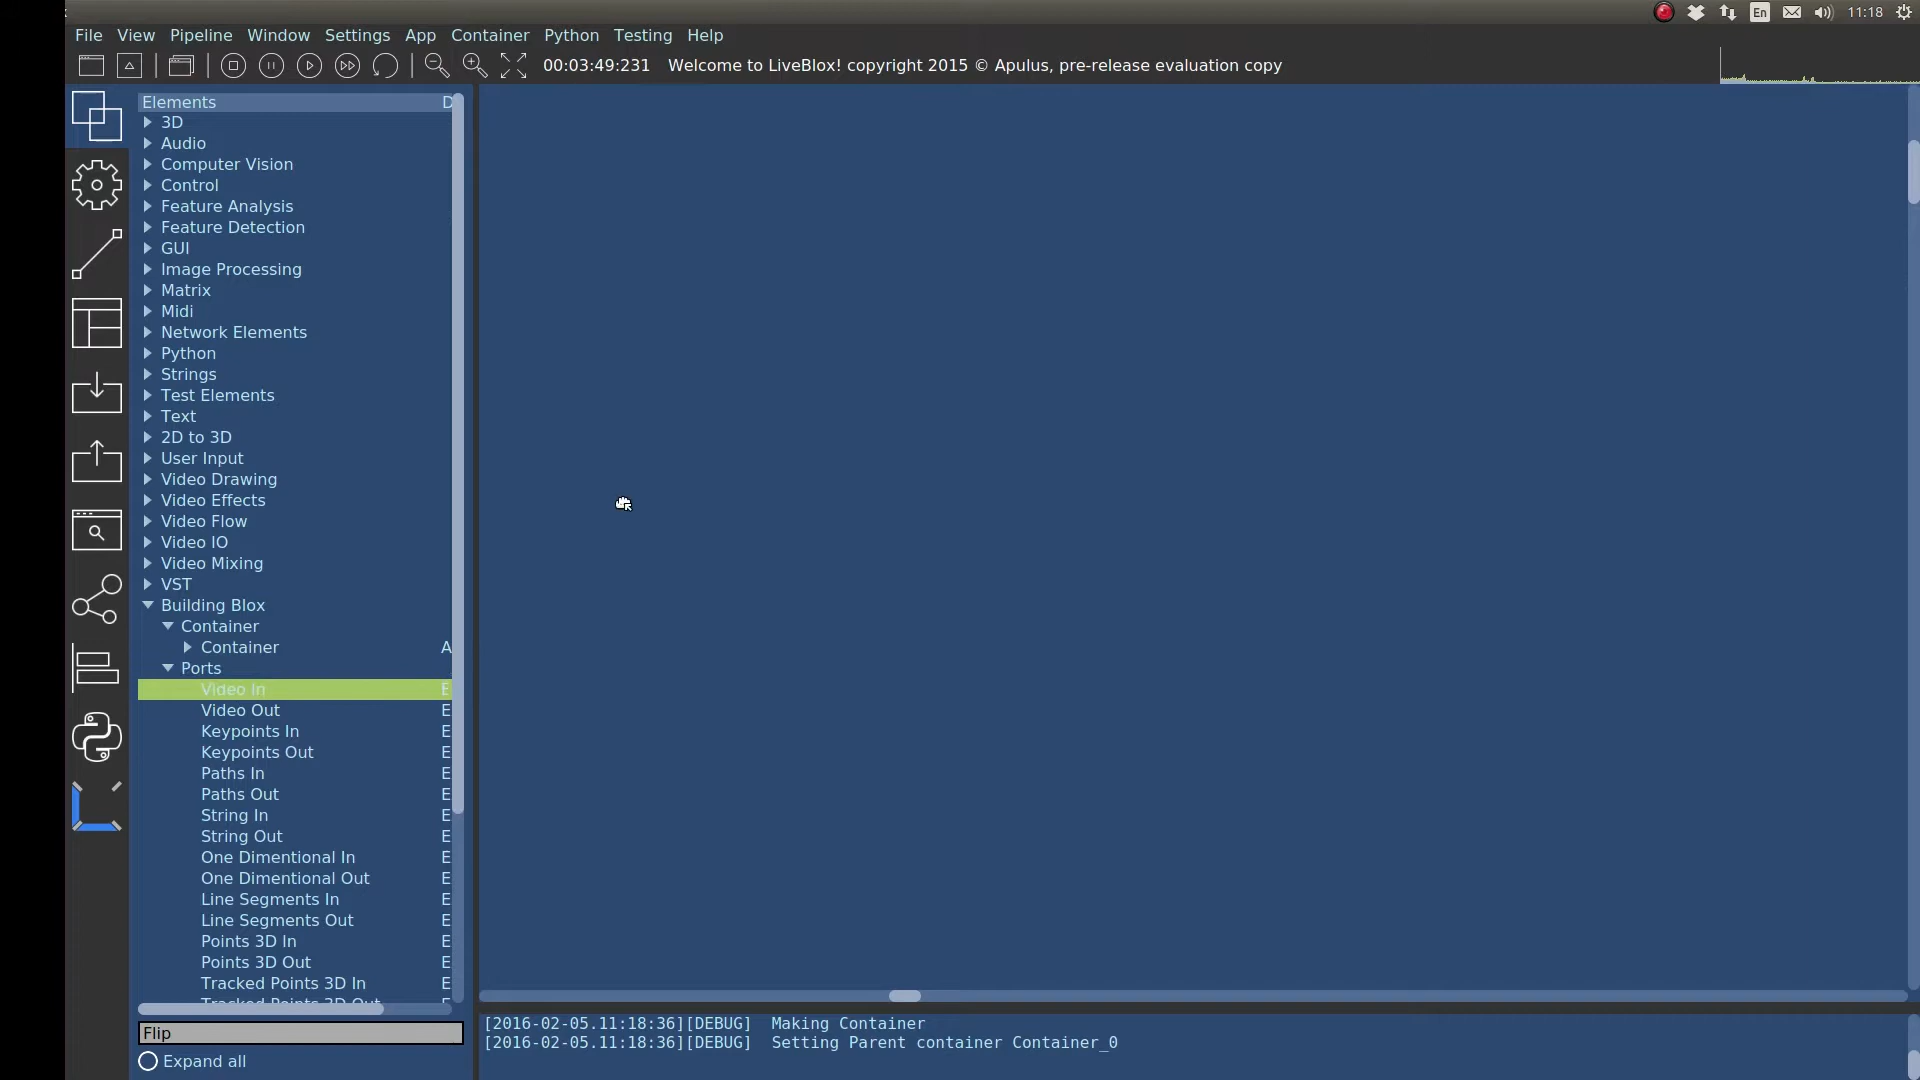 En 11:18
File View Pipeline Window Settings App Container Python Testing Help
00:03:49:231 Welcome to LiveBlox! copyright 2015 © Apulus, pre-release evaluation copy
Elements D
3D
Audio
Computer Vision
Control
Feature Analysis
Feature Detection
GUI
Image Processing
Matrix
Midi
Network Elements
Python
Strings
Test Elements
Text
2D to 3D
User Input
Video Drawing
Video Effects
Video Flow
Video IO
Video Mixing
VST
Building Blox
Container
Container A
Ports
Video In E
Video Out E
Keypoints In E
Keypoints Out E
Paths In E
Paths Out E
String In E
String Out E
One Dimentional In E
One Dimentional Out E
Line Segments In E
Line Segments Out E
Points 3D In E
Points 3D Out E
Tracked Points 3D In E
Tracked Points 3D Out E
Flip
Expand all
[2016-02-05.11:18:36][DEBUG] Making Container
[2016-02-05.11:18:36][DEBUG] Setting Parent container Container_0